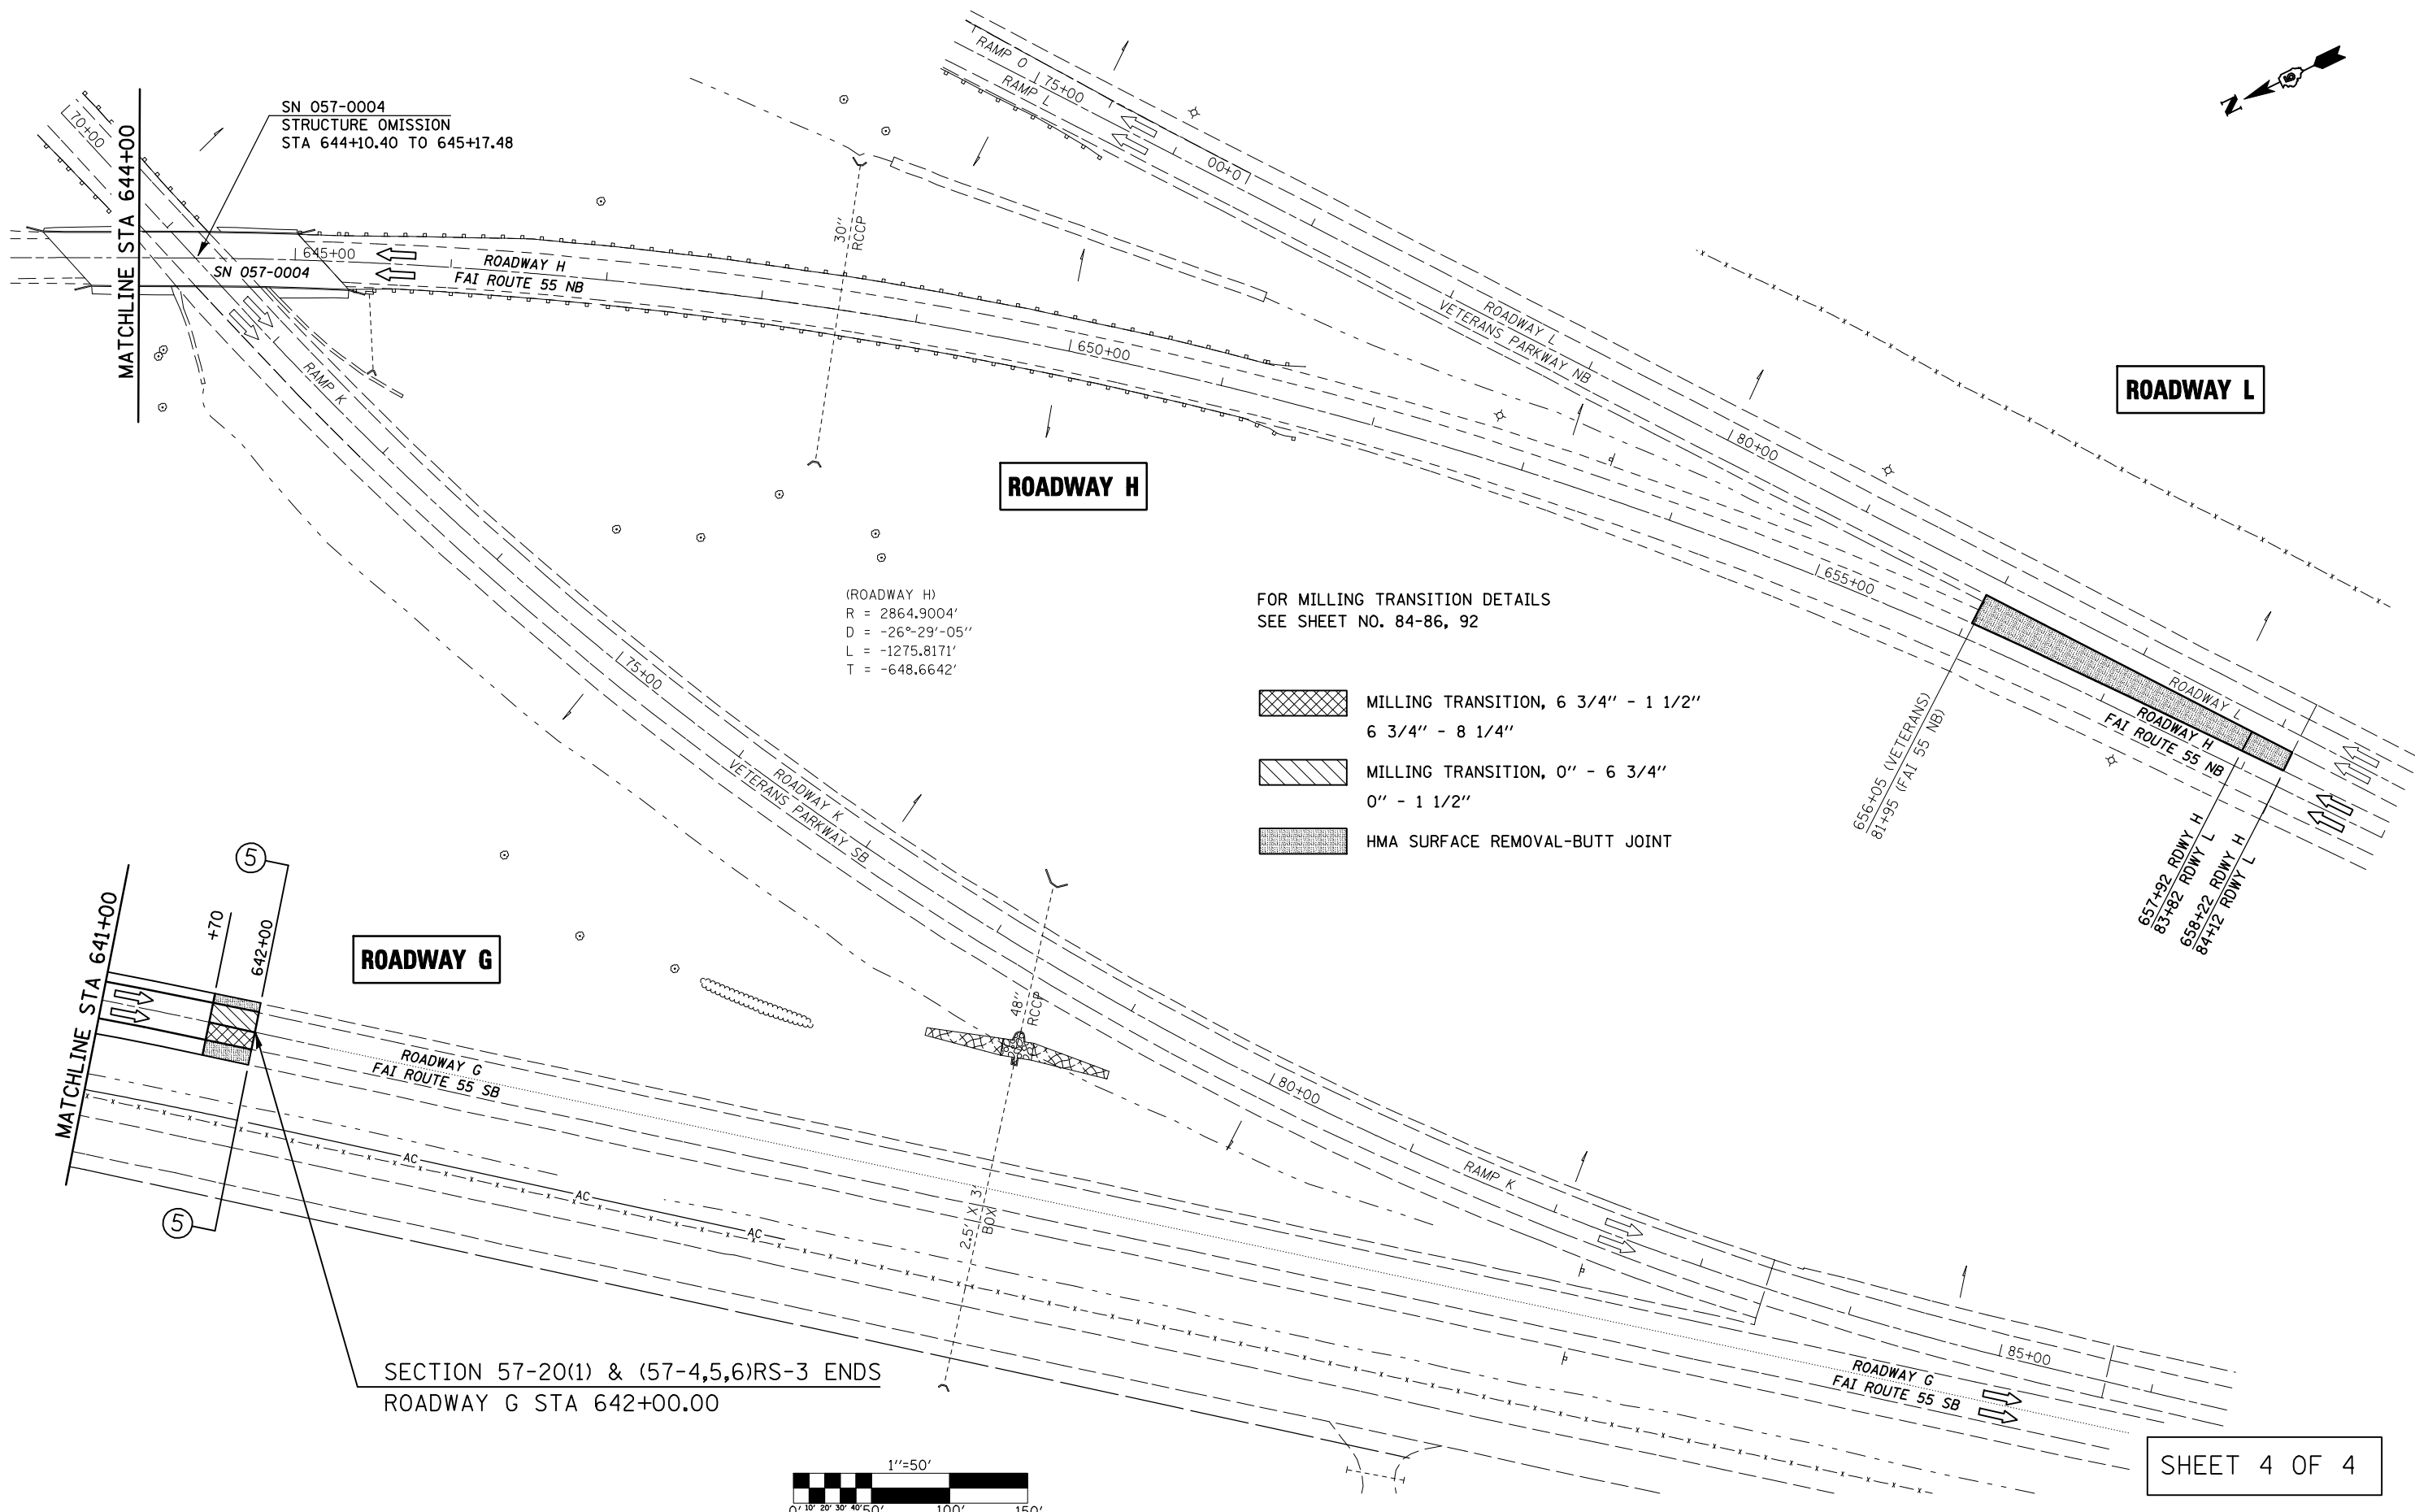 RAMP O
75+00
RAMP L
0+00
N
70+00
MATCHLINE STA 644+00
SN 057-0004
STRUCTURE OMISSION
STA 644+10.40 TO 645+17.48
645+00
SN 057-0004
ROADWAY H
FAI ROUTE 55 NB
30" RCCP
650+00
RAMP K
ROADWAY L
VETERANS PARKWAY NB
80+00
ROADWAY L
ROADWAY H
655+00
(ROADWAY H)
R = 2864.9004'
D = -26°-29'-05"
L = -1275.8171'
T = -648.6642'
FOR MILLING TRANSITION DETAILS
SEE SHEET NO. 84-86, 92
MILLING TRANSITION, 6 3/4" - 1 1/2"
6 3/4" - 8 1/4"
MILLING TRANSITION, 0" - 6 3/4"
0" - 1 1/2"
HMA SURFACE REMOVAL-BUTT JOINT
ROADWAY L
ROADWAY H
FAI ROUTE 55 NB
656+05 (VETERANS)
81+95 (FAI 55 NB)
657+92 RDWY H
83+82 RDWY L
658+22 RDWY H
84+12 RDWY L
75+00
ROADWAY K
VETERANS PARKWAY SB
5
MATCHLINE STA 641+00
+70
642+00
ROADWAY G
ROADWAY G
FAI ROUTE 55 SB
48"
RCCP
80+00
RAMP K
AC
AC
AC
2.5' X 3'
BOX
5
85+00
ROADWAY G
FAI ROUTE 55 SB
SECTION 57-20(1) & (57-4,5,6)RS-3 ENDS
ROADWAY G STA 642+00.00
1"=50'
0' 10' 20' 30' 40' 50' 100' 150'
SHEET 4 OF 4